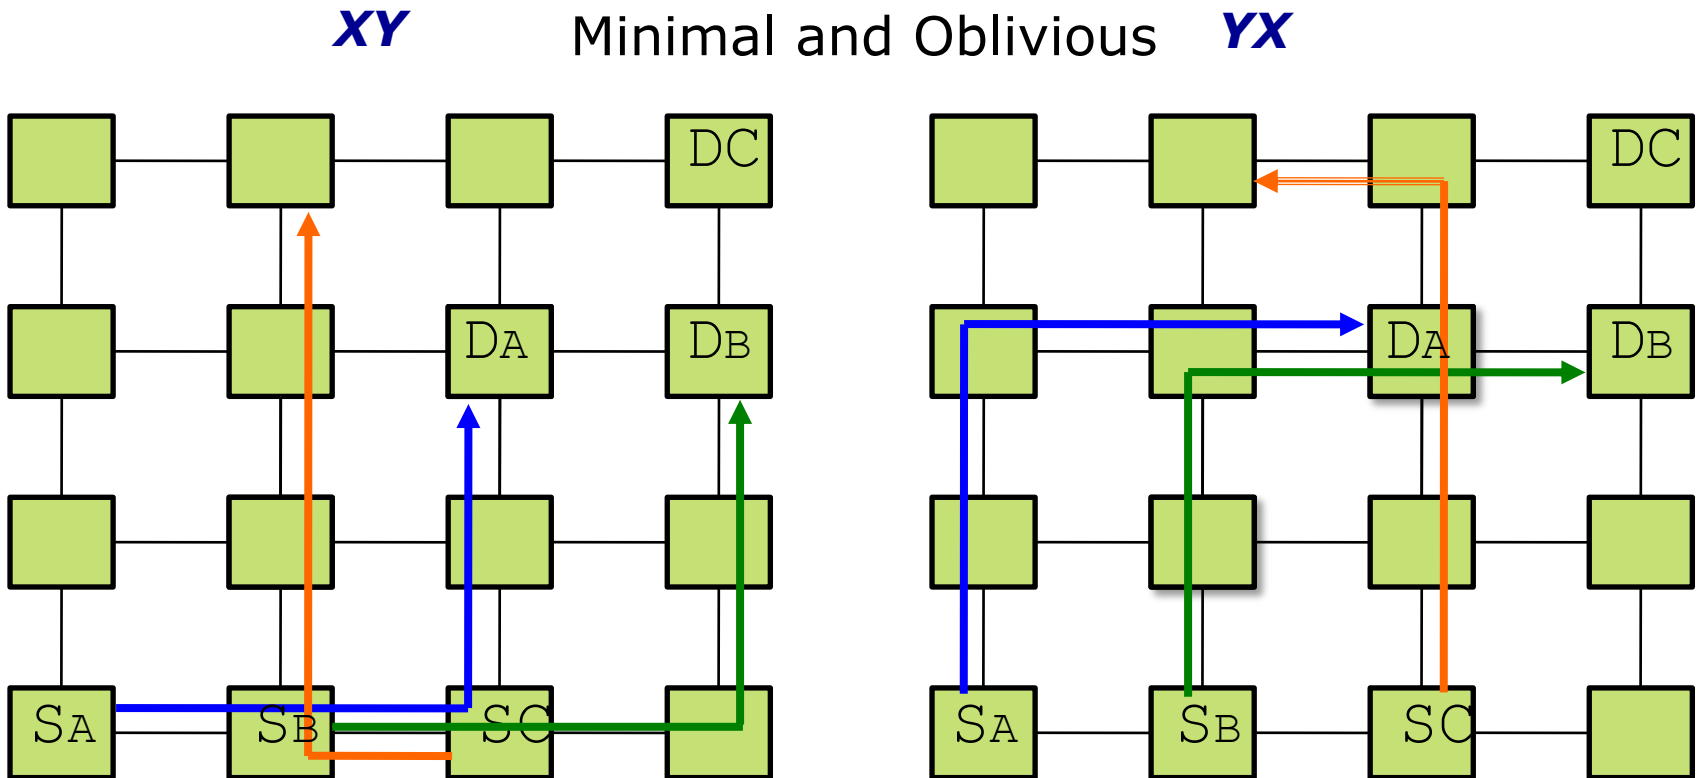 XY Minimal and Oblivious YX
DC DC
DA DB DA DB
SA SB SC SA SB SC